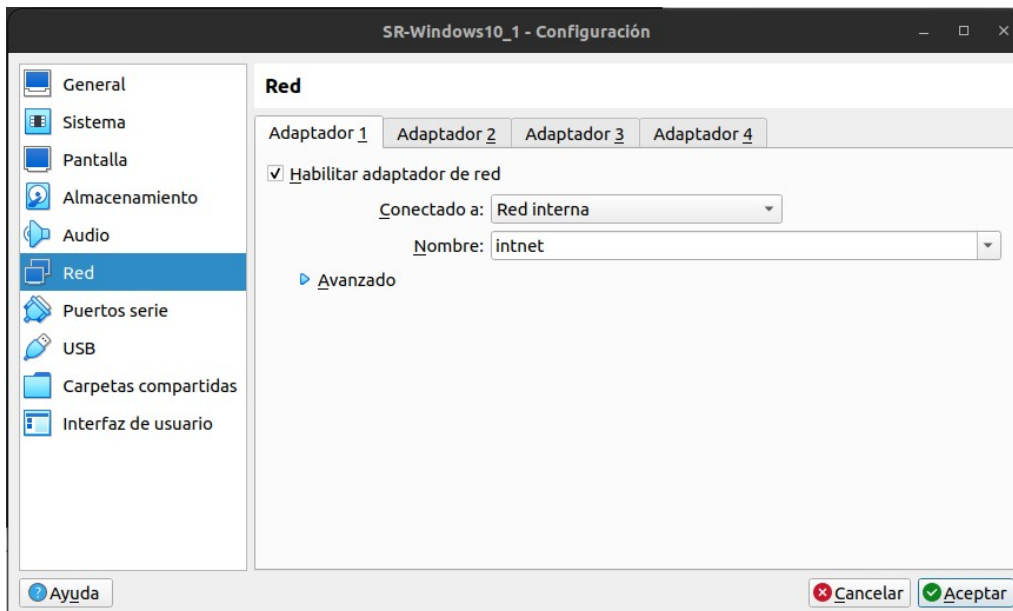 SR-Windows10_1 - Configuración
General
Sistema
Pantalla
Almacenamiento
Audio
Red
Puertos serie
USB
Carpetas compartidas
Interfaz de usuario
Red
Adaptador 1 Adaptador 2 Adaptador 3 Adaptador 4
Habilitar adaptador de red
Conectado a: Red interna
Nombre: intnet
Avanzado
Ayuda Cancelar Aceptar